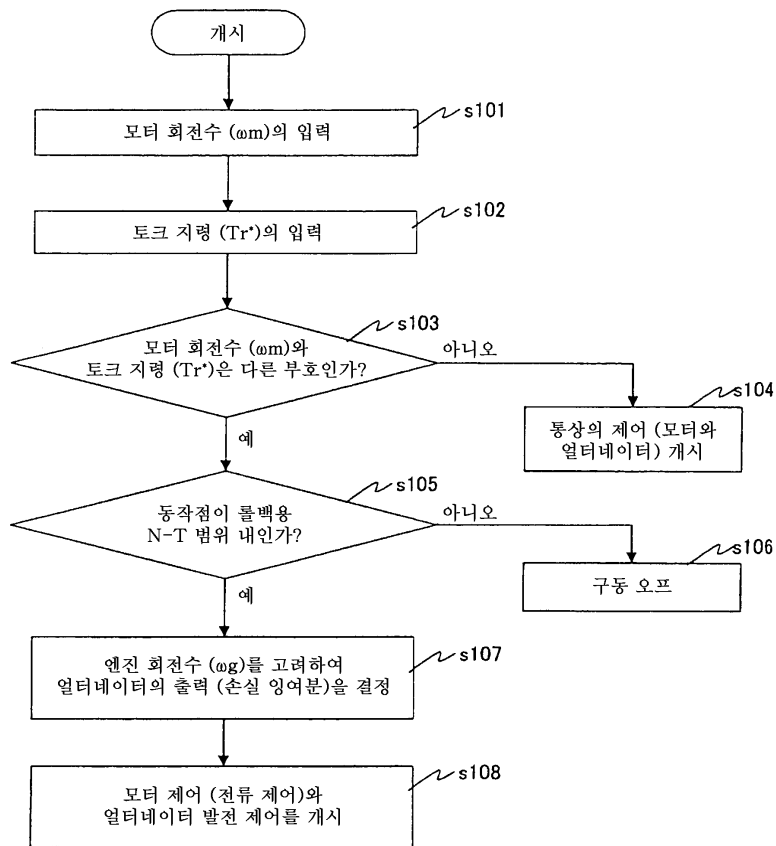 개시
모터 회전수 (ωm)의 입력
s101
토크 지령 (Tr*)의 입력
s102
모터 회전수 (ωm)와
토크 지령 (Tr*)은 다른 부호인가?
s103
아니오
통상의 제어 (모터와
얼터네이터) 개시
s104
예
동작점이 롤백용
N-T 범위 내인가?
s105
아니오
구동 오프
s106
예
엔진 회전수 (ωg)를 고려하여
얼터네이터의 출력 (손실 잉여분)을 결정
s107
모터 제어 (전류 제어)와
얼터네이터 발전 제어를 개시
s108